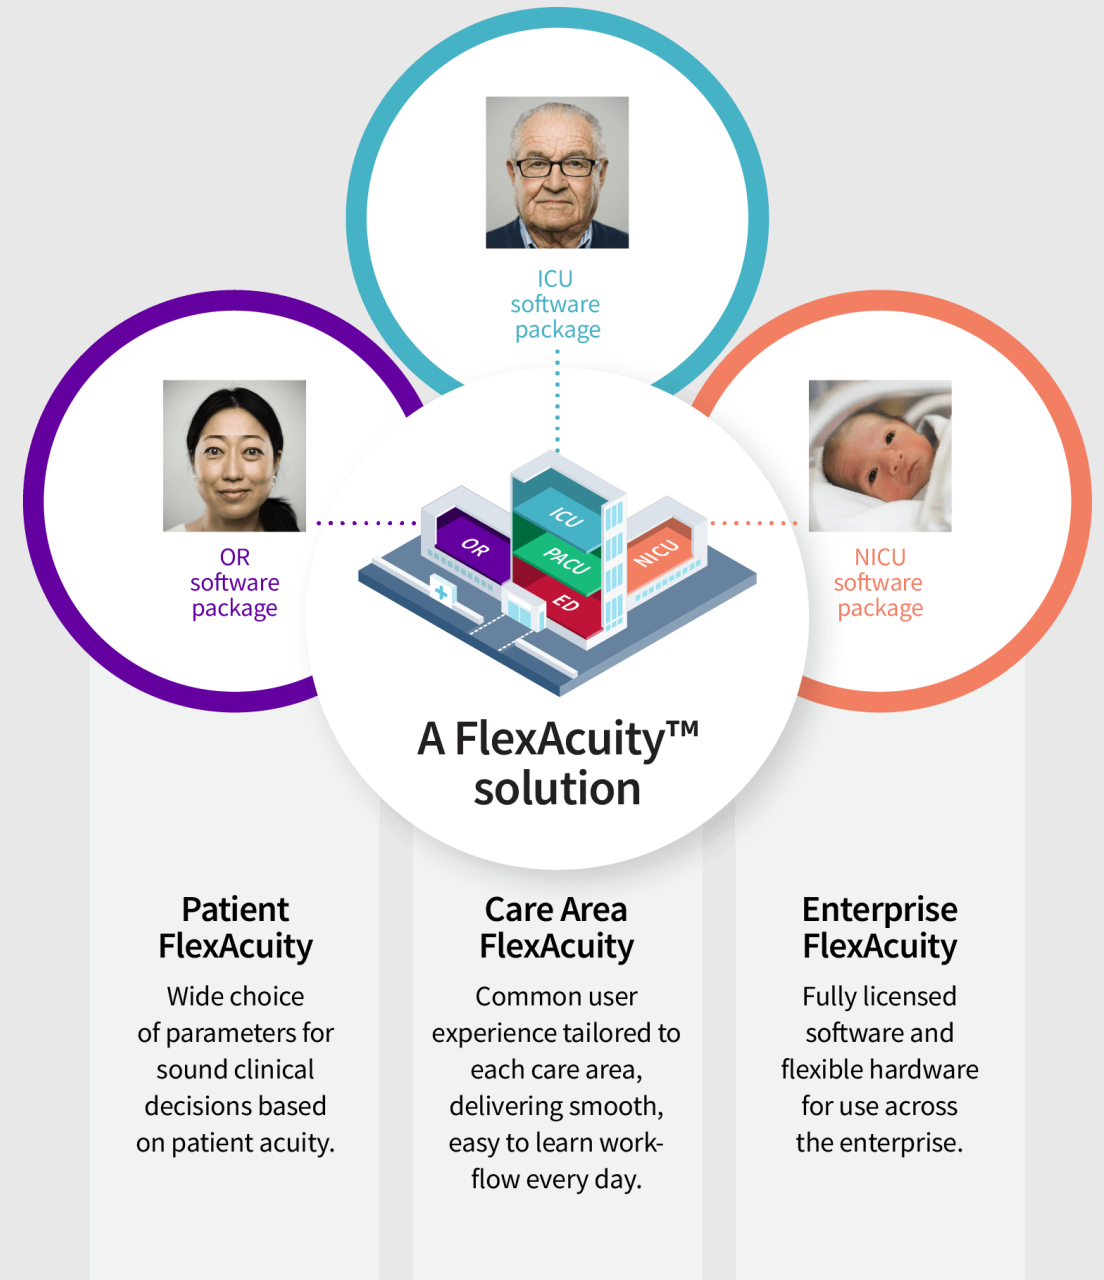 ICU
software
package
OR
software
package
NICU
software
package
ICU
OR
PACU
NICU
ED
A FlexAcuity™
solution
Patient
FlexAcuity
Wide choice
of parameters for
sound clinical
decisions based
on patient acuity.
Care Area
FlexAcuity
Common user
experience tailored to
each care area,
delivering smooth,
easy to learn work-
flow every day.
Enterprise
FlexAcuity
Fully licensed
software and
flexible hardware
for use across
the enterprise.